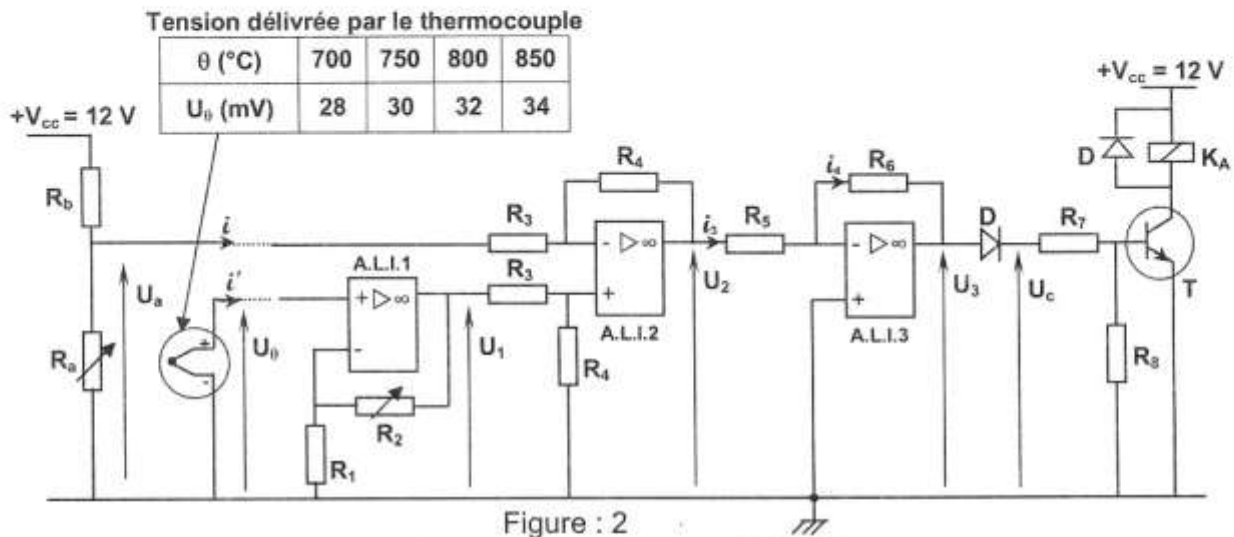 Tension délivrée par le thermocouple
θ (°C) 700 750 800 850
Uθ (mV) 28 30 32 34
+Vcc = 12 V
+Vcc = 12 V
Rb
R4
R6
D
KA
i
R3
i3
R5
i4
D
R7
A.L.I.1
R3
- ▷ ∞
+
A.L.I.2
- ▷ ∞
+
A.L.I.3
Ua
i'
+ ▷ ∞
-
U1
U2
U3
Uc
T
Ra
+
-
Uθ
R4
R8
R2
R1
Figure : 2